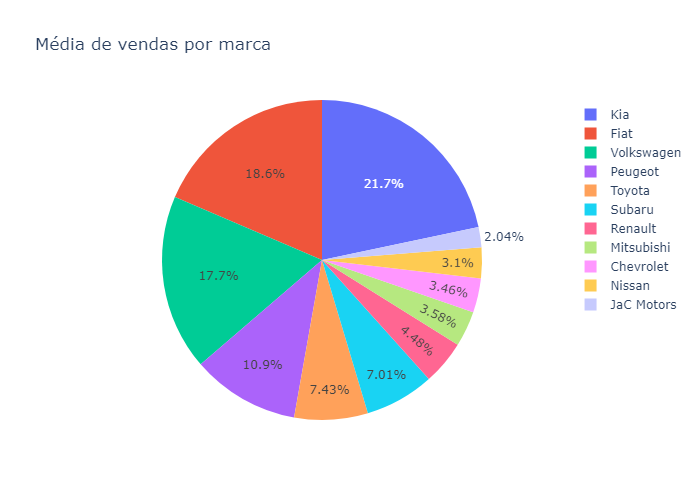 Média de vendas por marca
21.7%
18.6%
17.7%
10.9%
7.43%
7.01%
4.48%
3.58%
3.46%
3.1%
2.04%
Kia
Fiat
Volkswagen
Peugeot
Toyota
Subaru
Renault
Mitsubishi
Chevrolet
Nissan
JaC Motors